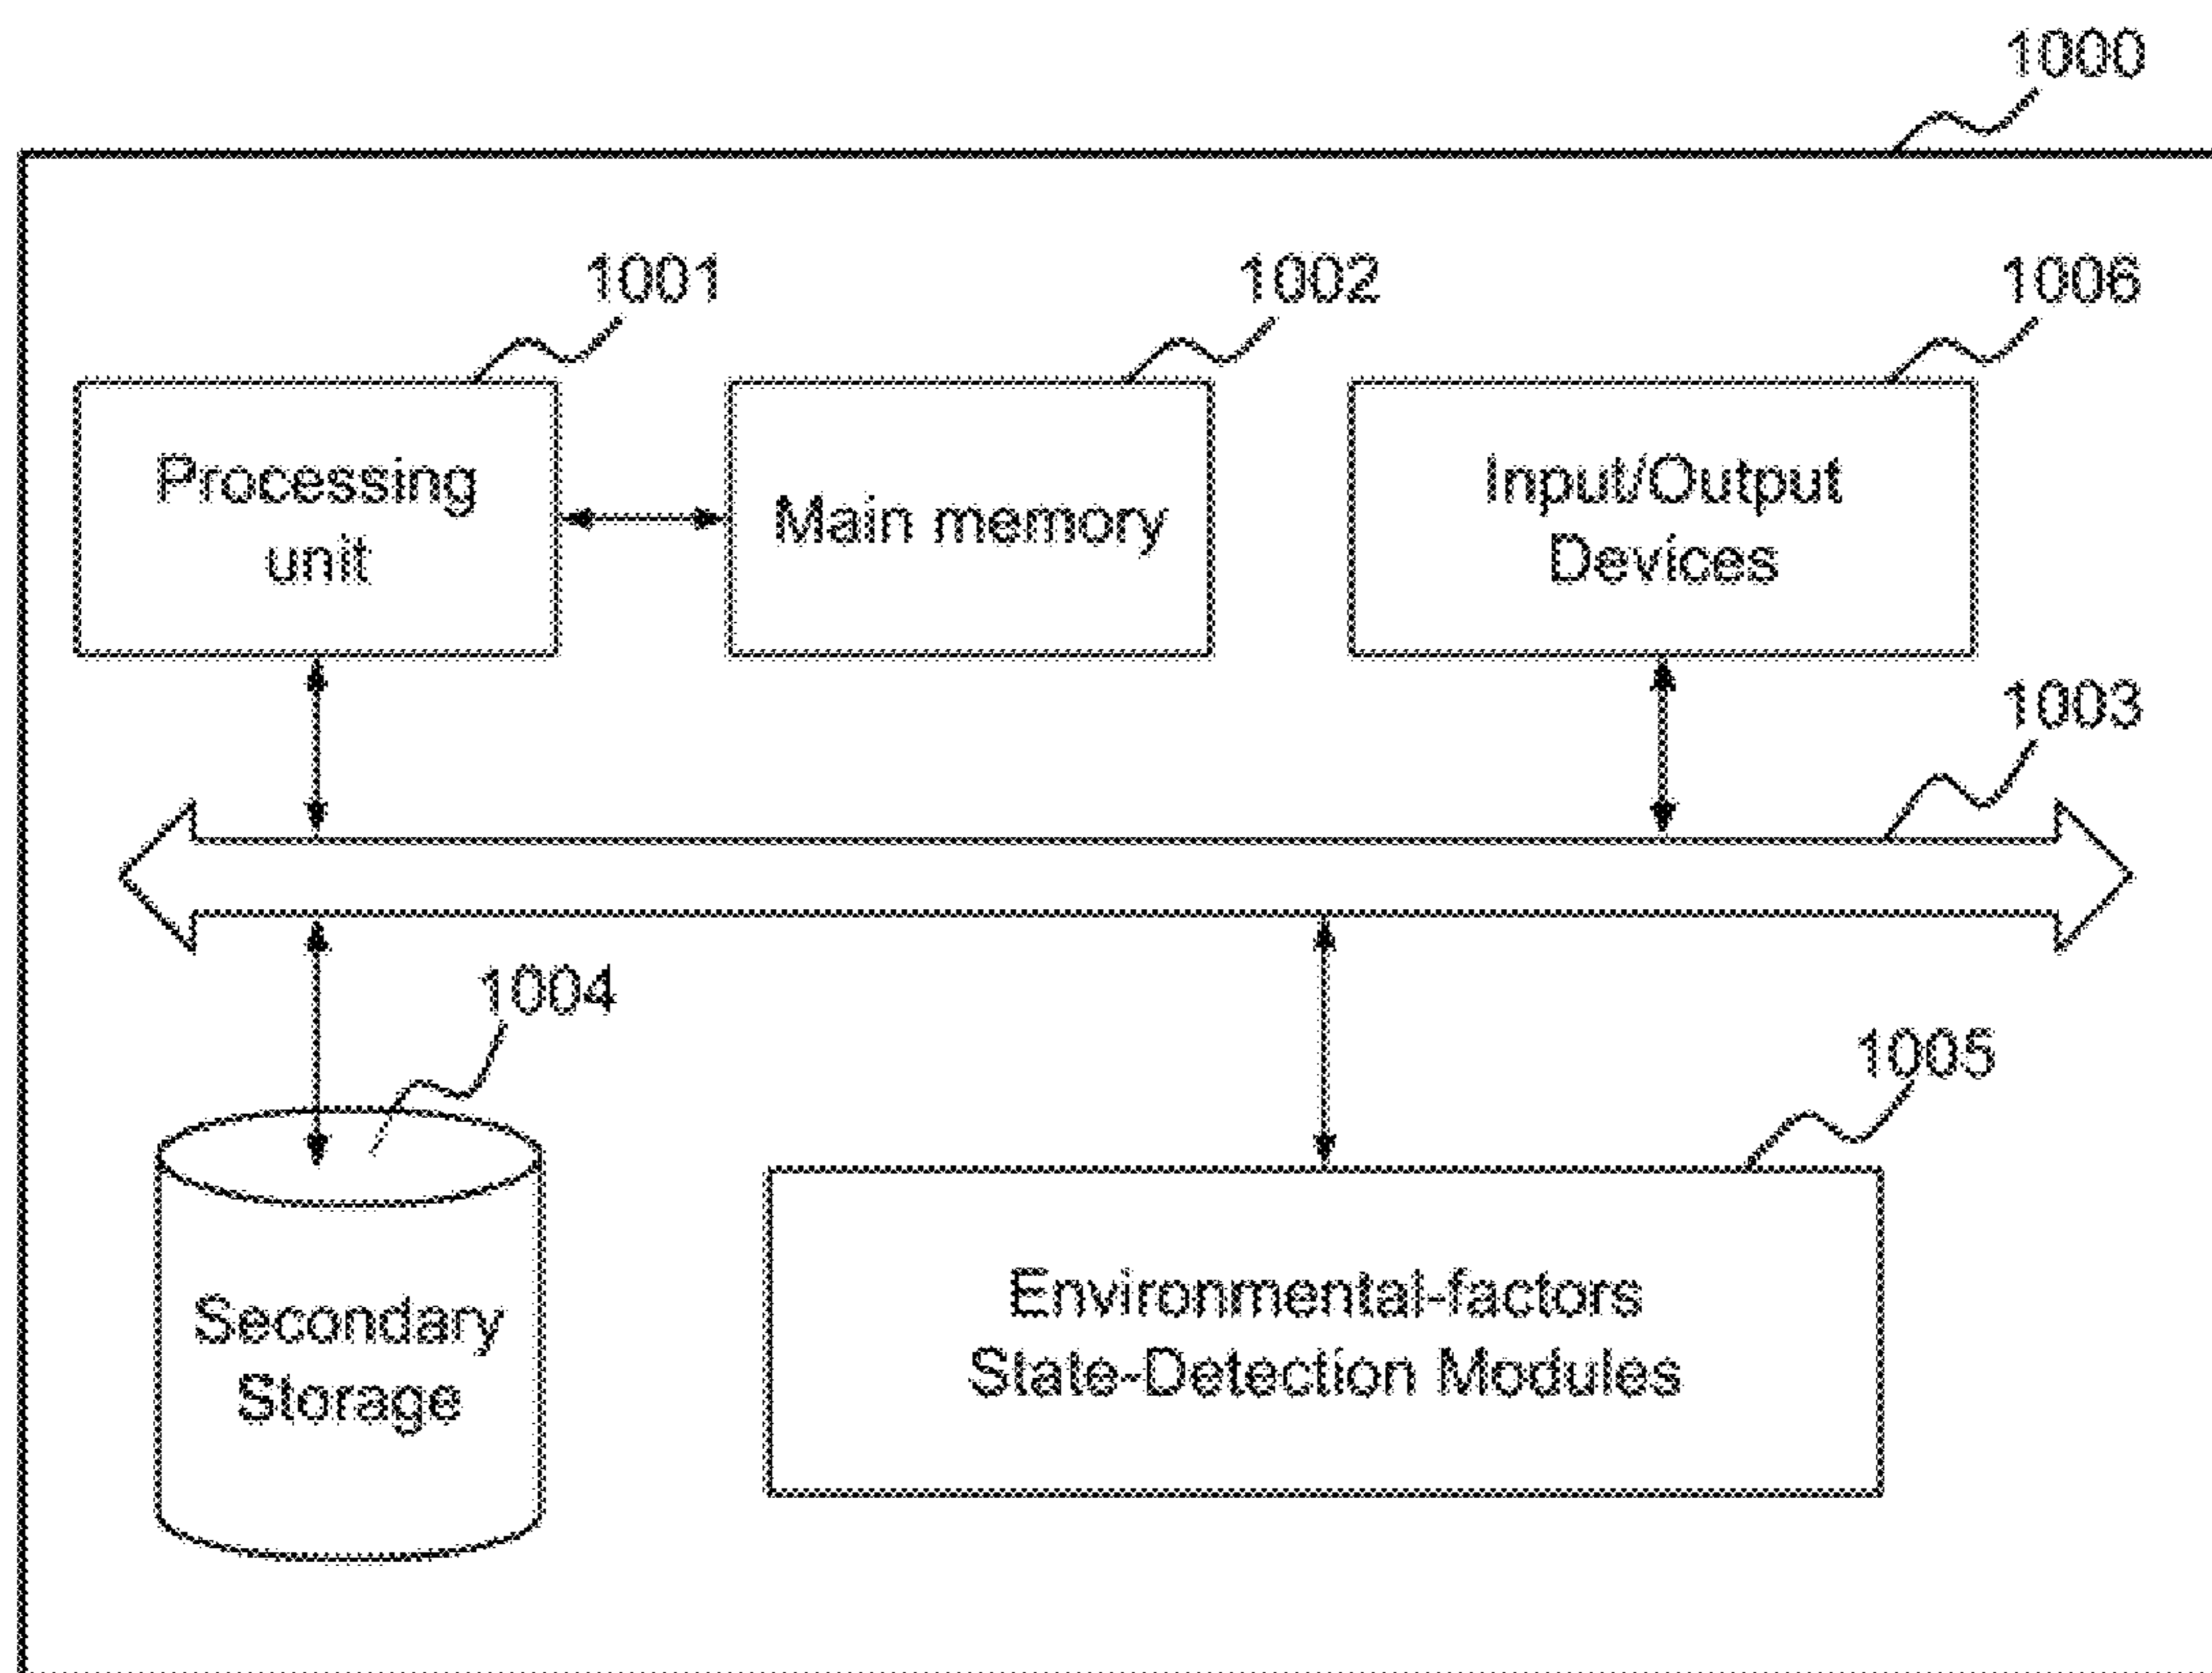 1000
1001
1002
1006
Processing
unit
Main memory
Input/Output
Devices
1003
1004
1005
Secondary
Storage
Environmental-factors
State-Detection Modules